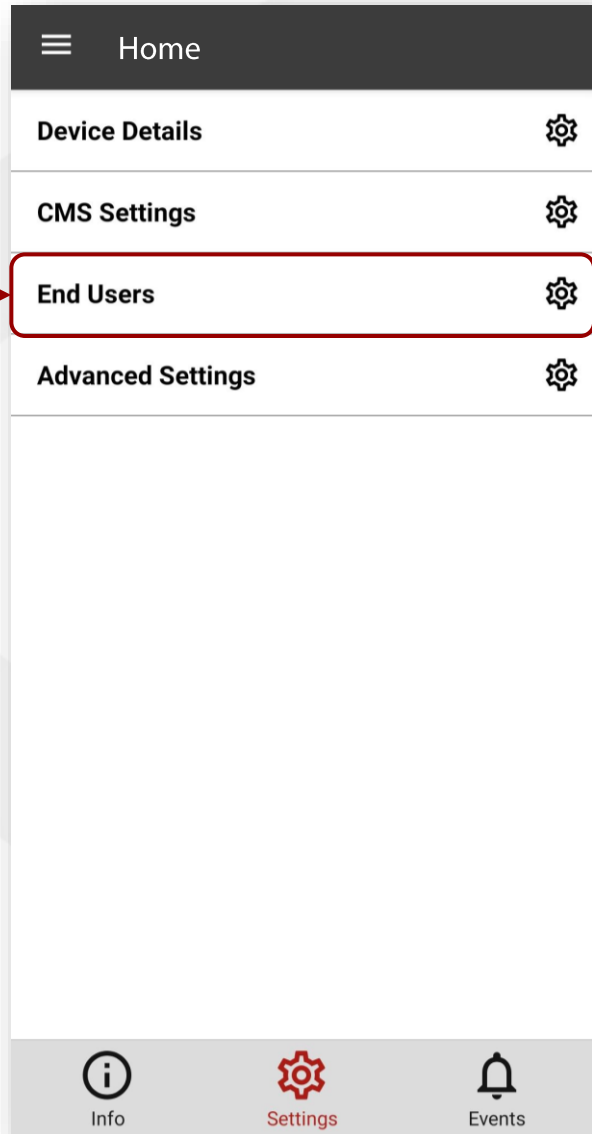 Home
Device Details
CMS Settings
End Users
Advanced Settings
Info Settings Events